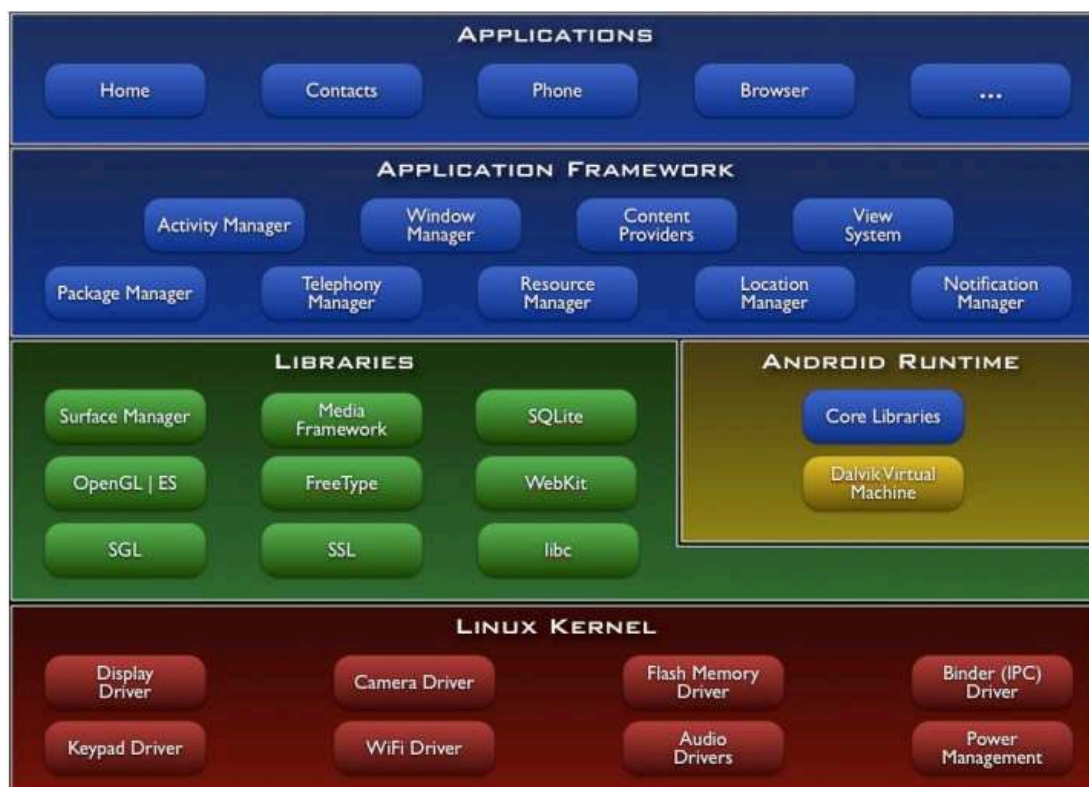 APPLICATIONS
Home
Contacts
Phone
Browser
...
APPLICATION FRAMEWORK
Activity Manager
Window
Manager
Content
Providers
View
System
Package Manager
Telephony
Manager
Resource
Manager
Location
Manager
Notification
Manager
LIBRARIES
Surface Manager
Media
Framework
SQLite
OpenGL | ES
FreeType
WebKit
SGL
SSL
libc
ANDROID RUNTIME
Core Libraries
Dalvik Virtual
Machine
LINUX KERNEL
Display
Driver
Camera Driver
Flash Memory
Driver
Binder (IPC)
Driver
Keypad Driver
WiFi Driver
Audio
Drivers
Power
Management